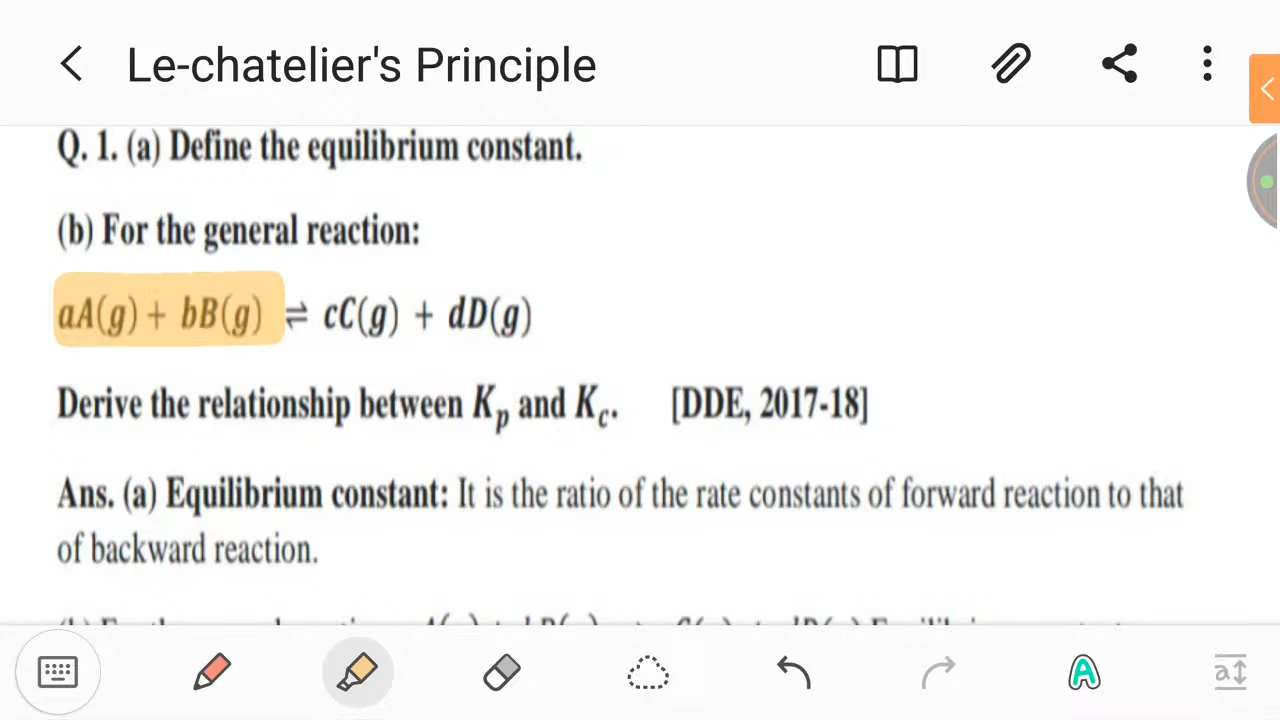 Le-chatelier's Principle
Q. 1. (a) Define the equilibrium constant.
(b) For the general reaction:
aA(g) + bB(g) ⇌ cC(g) + dD(g)
Derive the relationship between Kₚ and K꜀. [DDE, 2017-18]
Ans. (a) Equilibrium constant: It is the ratio of the rate constants of forward reaction to that
of backward reaction.